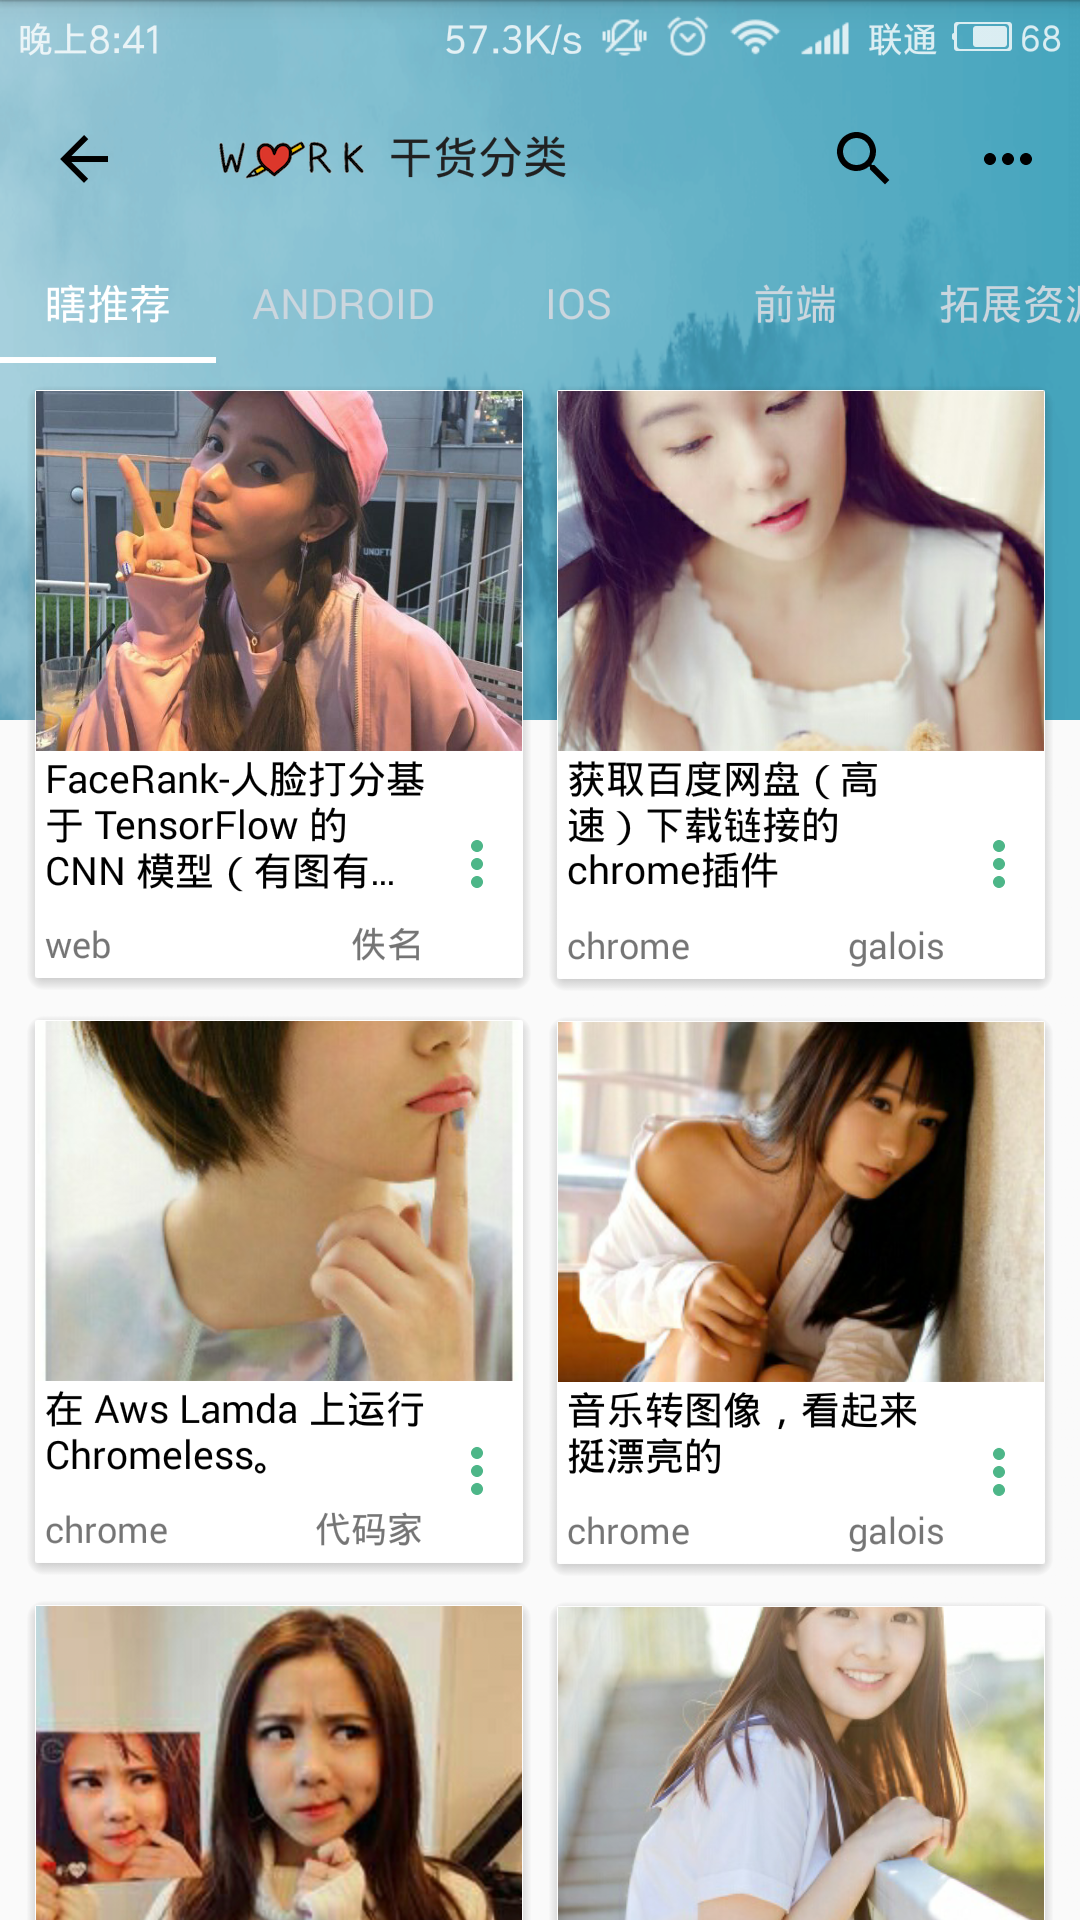 晚上8:41 57.3K/s 联通 68
W RK 干货分类
瞎推荐 ANDROID IOS 前端 拓展资
UNOFTI
FaceRank-人脸打分基
于 TensorFlow 的
CNN 模型（有图有...
web 佚名
获取百度网盘（高
速）下载链接的
chrome插件
chrome galois
在 Aws Lamda 上运行
Chromeless。
chrome 代码家
音乐转图像，看起来
挺漂亮的
chrome galois